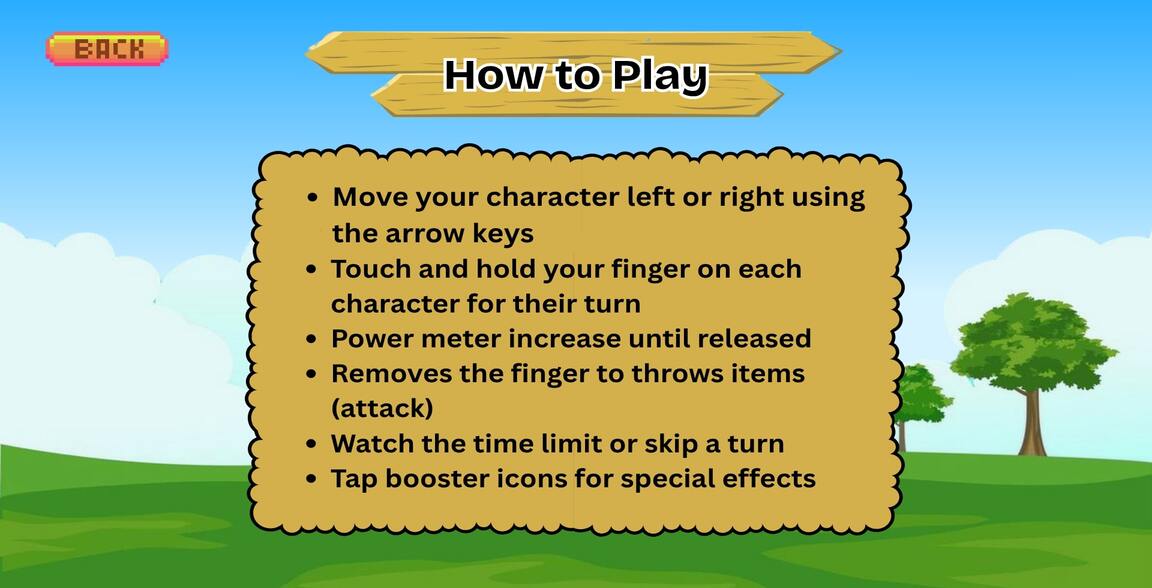 BACK
How to Play
• Move your character left or right using
the arrow keys
• Touch and hold your finger on each
character for their turn
• Power meter increase until released
• Removes the finger to throws items
(attack)
• Watch the time limit or skip a turn
• Tap booster icons for special effects